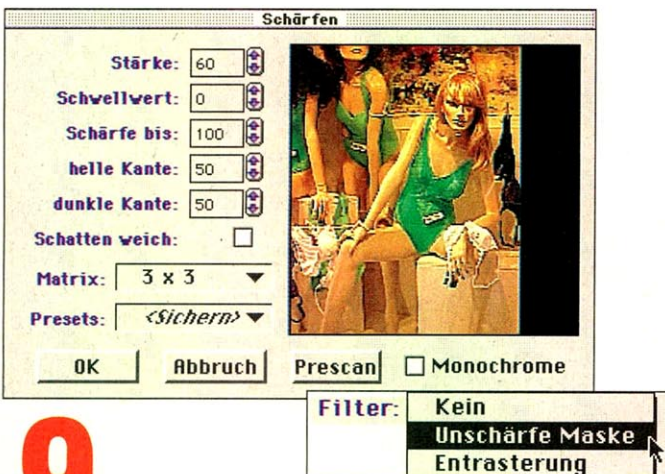 Schärfen
Stärke: 60
Schwellwert: 0
Schärfe bis: 100
helle Kante: 50
dunkle Kante: 50
Schatten weich:
Matrix: 3 x 3
Presets: <Sichern>
OK Abbruch Prescan Monochrome
Filter: Kein
Unschärfe Maske
Entrasterung